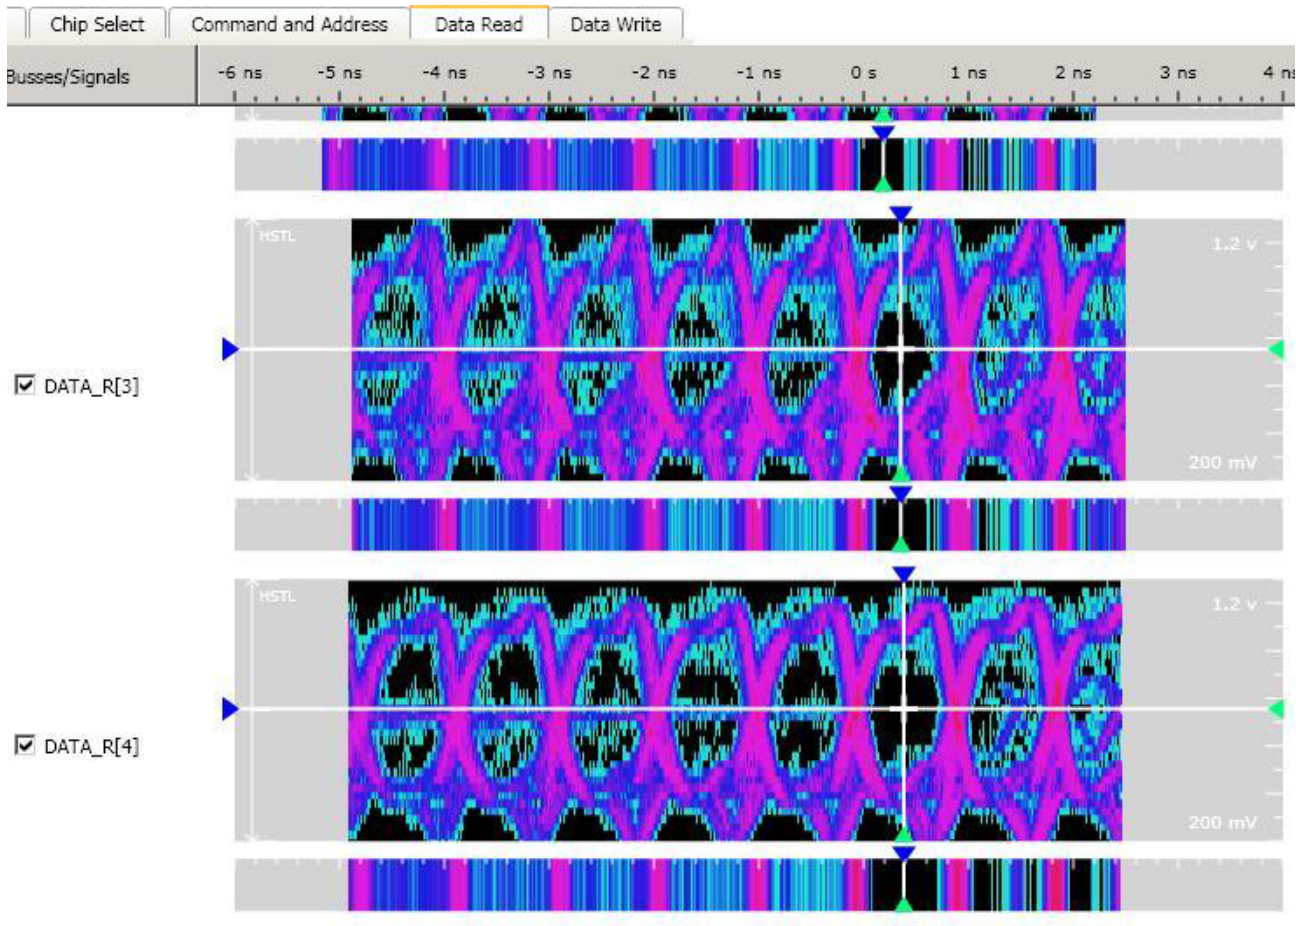 Chip Select Command and Address Data Read Data Write
Busses/Signals -6 ns -5 ns -4 ns -3 ns -2 ns -1 ns 0 s 1 ns 2 ns 3 ns 4 ns
HSTL
1.2 v
DATA_R[3]
200 mV
HSTL
1.2 v
DATA_R[4]
200 mV